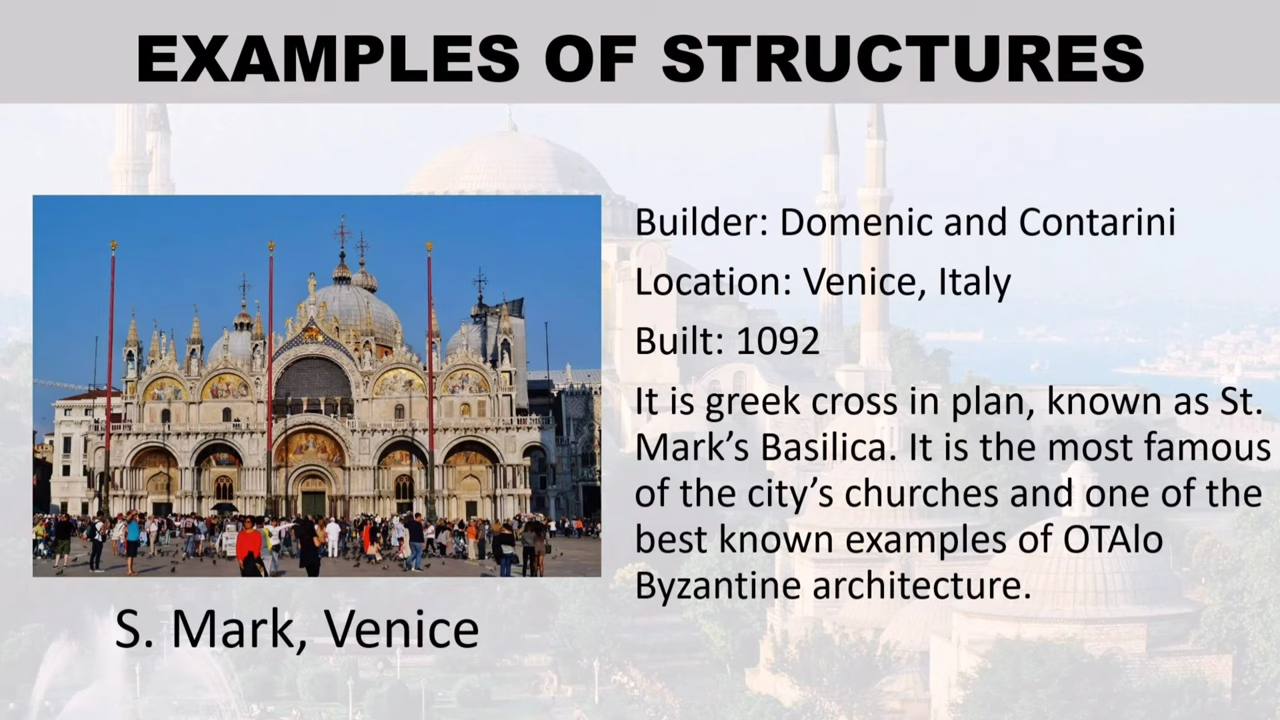 EXAMPLES OF STRUCTURES
Builder: Domenic and Contarini
Location: Venice, Italy
Built: 1092
It is greek cross in plan, known as St.
Mark’s Basilica. It is the most famous
of the city’s churches and one of the
best known examples of OTAlo
Byzantine architecture.
S. Mark, Venice